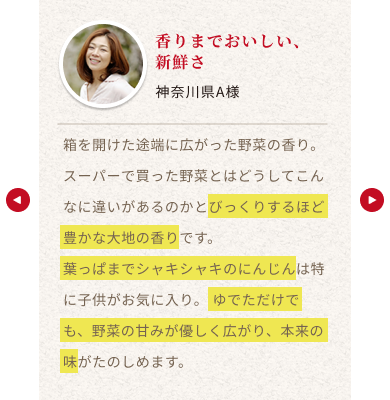 香りまでおいしい、
新鮮さ
神奈川県A様
箱を開けた途端に広がった野菜の香り。
スーパーで買った野菜とはどうしてこん
なに違いがあるのかとびっくりするほど
豊かな大地の香りです。
葉っぱまでシャキシャキのにんじんは特
に子供がお気に入り。 ゆでただけで
も、野菜の甘みが優しく広がり、本来の
味がたのしめます。